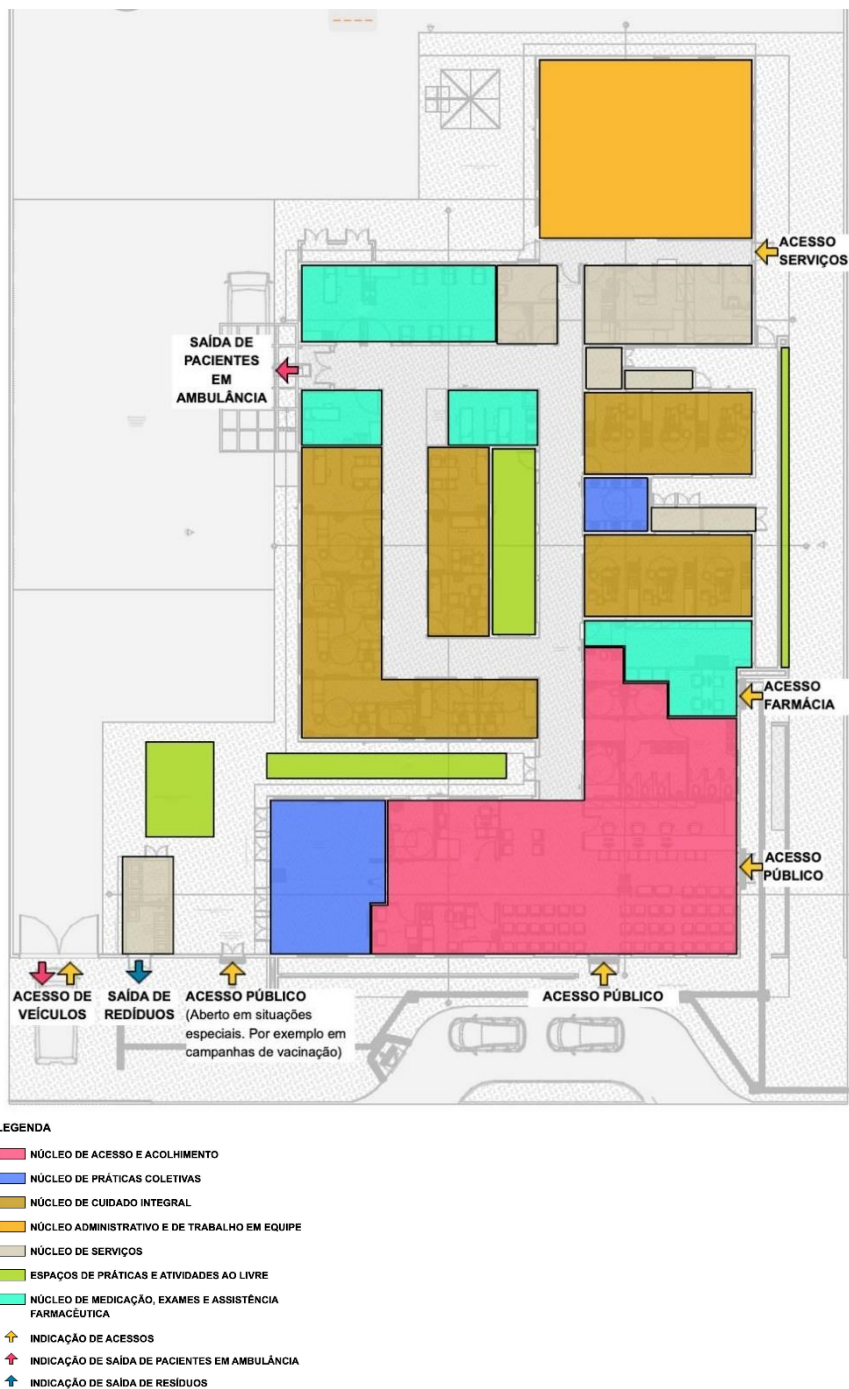 ACESSO
SERVIÇOS
SAÍDA DE
PACIENTES
EM
AMBULÂNCIA
ACESSO
FARMÁCIA
ACESSO
PÚBLICO
ACESSO DE
VEÍCULOS
SAÍDA DE
REDÍDUOS
ACESSO PÚBLICO
(Aberto em situações
especiais. Por exemplo em
campanhas de vacinação)
ACESSO PÚBLICO
LEGENDA
NÚCLEO DE ACESSO E ACOLHIMENTO
NÚCLEO DE PRÁTICAS COLETIVAS
NÚCLEO DE CUIDADO INTEGRAL
NÚCLEO ADMINISTRATIVO E DE TRABALHO EM EQUIPE
NÚCLEO DE SERVIÇOS
ESPAÇOS DE PRÁTICAS E ATIVIDADES AO LIVRE
NÚCLEO DE MEDICAÇÃO, EXAMES E ASSISTÊNCIA
FARMACÊUTICA
INDICAÇÃO DE ACESSOS
INDICAÇÃO DE SAÍDA DE PACIENTES EM AMBULÂNCIA
INDICAÇÃO DE SAÍDA DE RESÍDUOS